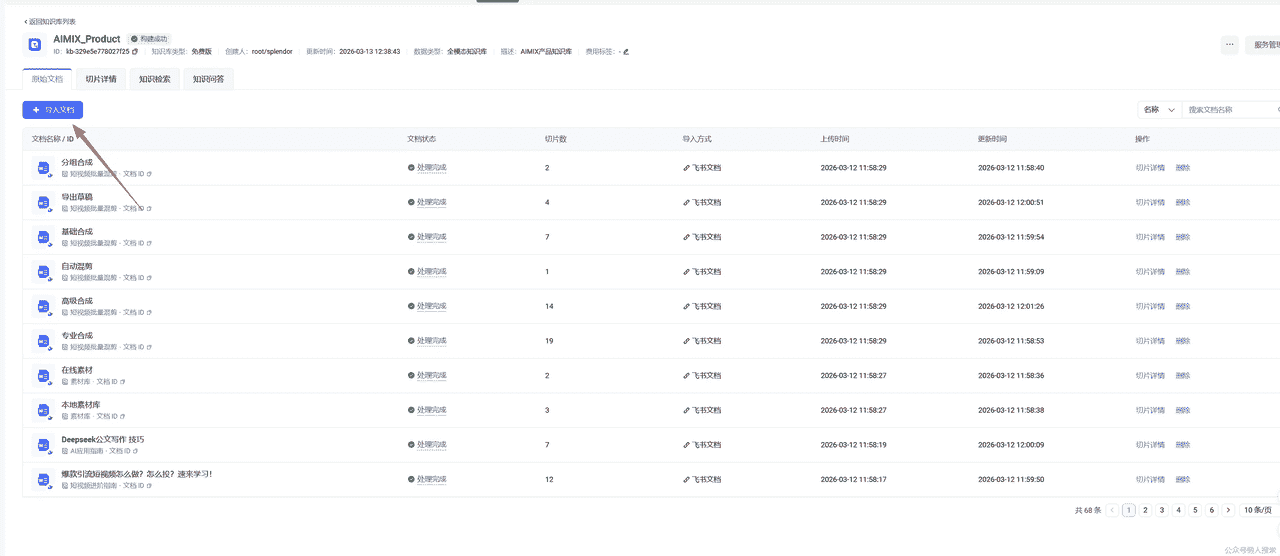 返回知识库列表
AIMIX_Product 构建成功
ID: kb-329e5e778027f25 知识库类型: 免费版 创建人: root/splendor 更新时间: 2026-03-13 12:38:43 数据类型: 全模态知识库 描述: AIMIX产品知识库 费用标签: -
服务管
原始文档 切片详情 知识检索 知识问答
+ 导入文档
名称 搜索文档名称
文档名称 / ID 文档状态 切片数 导入方式 上传时间 更新时间 操作
分组合成
短视频批量混剪 · 文档 ID 处理完成 2 飞书文档 2026-03-12 11:58:29 2026-03-12 11:58:40 切片详情 删除
导出草稿
短视频批量混剪 · 文档 ID 处理完成 4 飞书文档 2026-03-12 11:58:29 2026-03-12 12:00:51 切片详情 删除
基础合成
短视频批量混剪 · 文档 ID 处理完成 7 飞书文档 2026-03-12 11:58:29 2026-03-12 11:59:54 切片详情 删除
自动混剪
短视频批量混剪 · 文档 ID 处理完成 1 飞书文档 2026-03-12 11:58:29 2026-03-12 11:59:09 切片详情 删除
高级合成
短视频批量混剪 · 文档 ID 处理完成 14 飞书文档 2026-03-12 11:58:29 2026-03-12 12:01:26 切片详情 删除
专业合成
短视频批量混剪 · 文档 ID 处理完成 19 飞书文档 2026-03-12 11:58:29 2026-03-12 11:58:53 切片详情 删除
在线素材
素材库 · 文档 ID 处理完成 2 飞书文档 2026-03-12 11:58:27 2026-03-12 11:58:36 切片详情 删除
本地素材库
素材库 · 文档 ID 处理完成 3 飞书文档 2026-03-12 11:58:27 2026-03-12 11:58:38 切片详情 删除
Deepseek公文写作 技巧
AI应用指南 · 文档 ID 处理完成 7 飞书文档 2026-03-12 11:58:19 2026-03-12 12:00:09 切片详情 删除
爆款引流短视频怎么做? 怎么投? 速来学习!
短视频进阶指南 · 文档 ID 处理完成 12 飞书文档 2026-03-12 11:58:17 2026-03-12 11:59:50 切片详情 删除
共 68 条 1 2 3 4 5 6 10 条/页